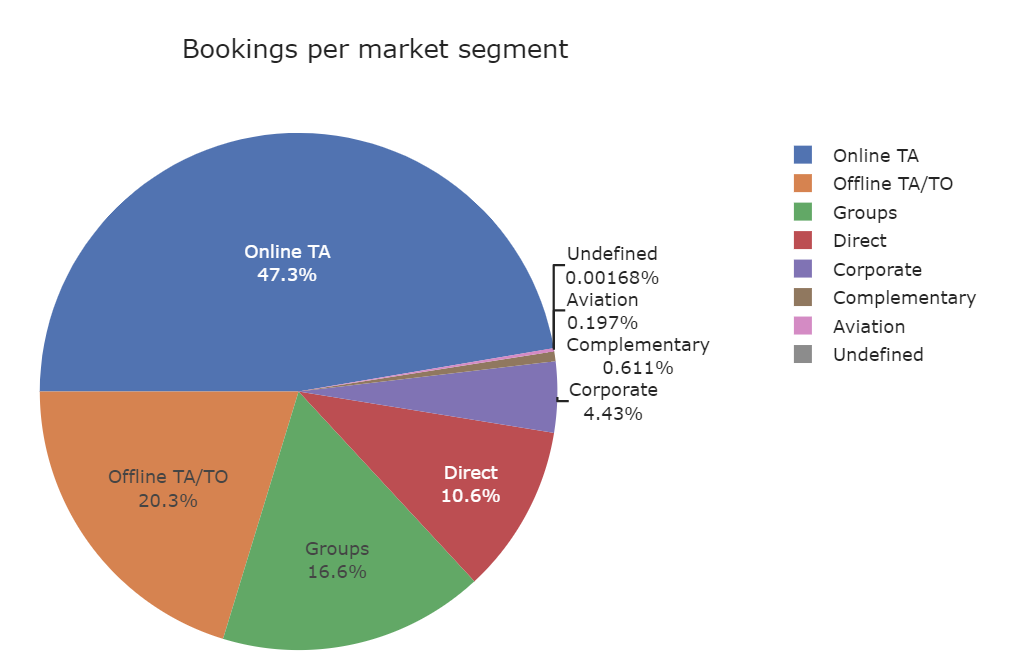 Bookings per market segment
Online TA
47.3%
Undefined
0.00168%
Aviation
0.197%
Complementary
0.611%
Corporate
4.43%
Direct
10.6%
Offline TA/TO
20.3%
Groups
16.6%
Online TA
Offline TA/TO
Groups
Direct
Corporate
Complementary
Aviation
Undefined